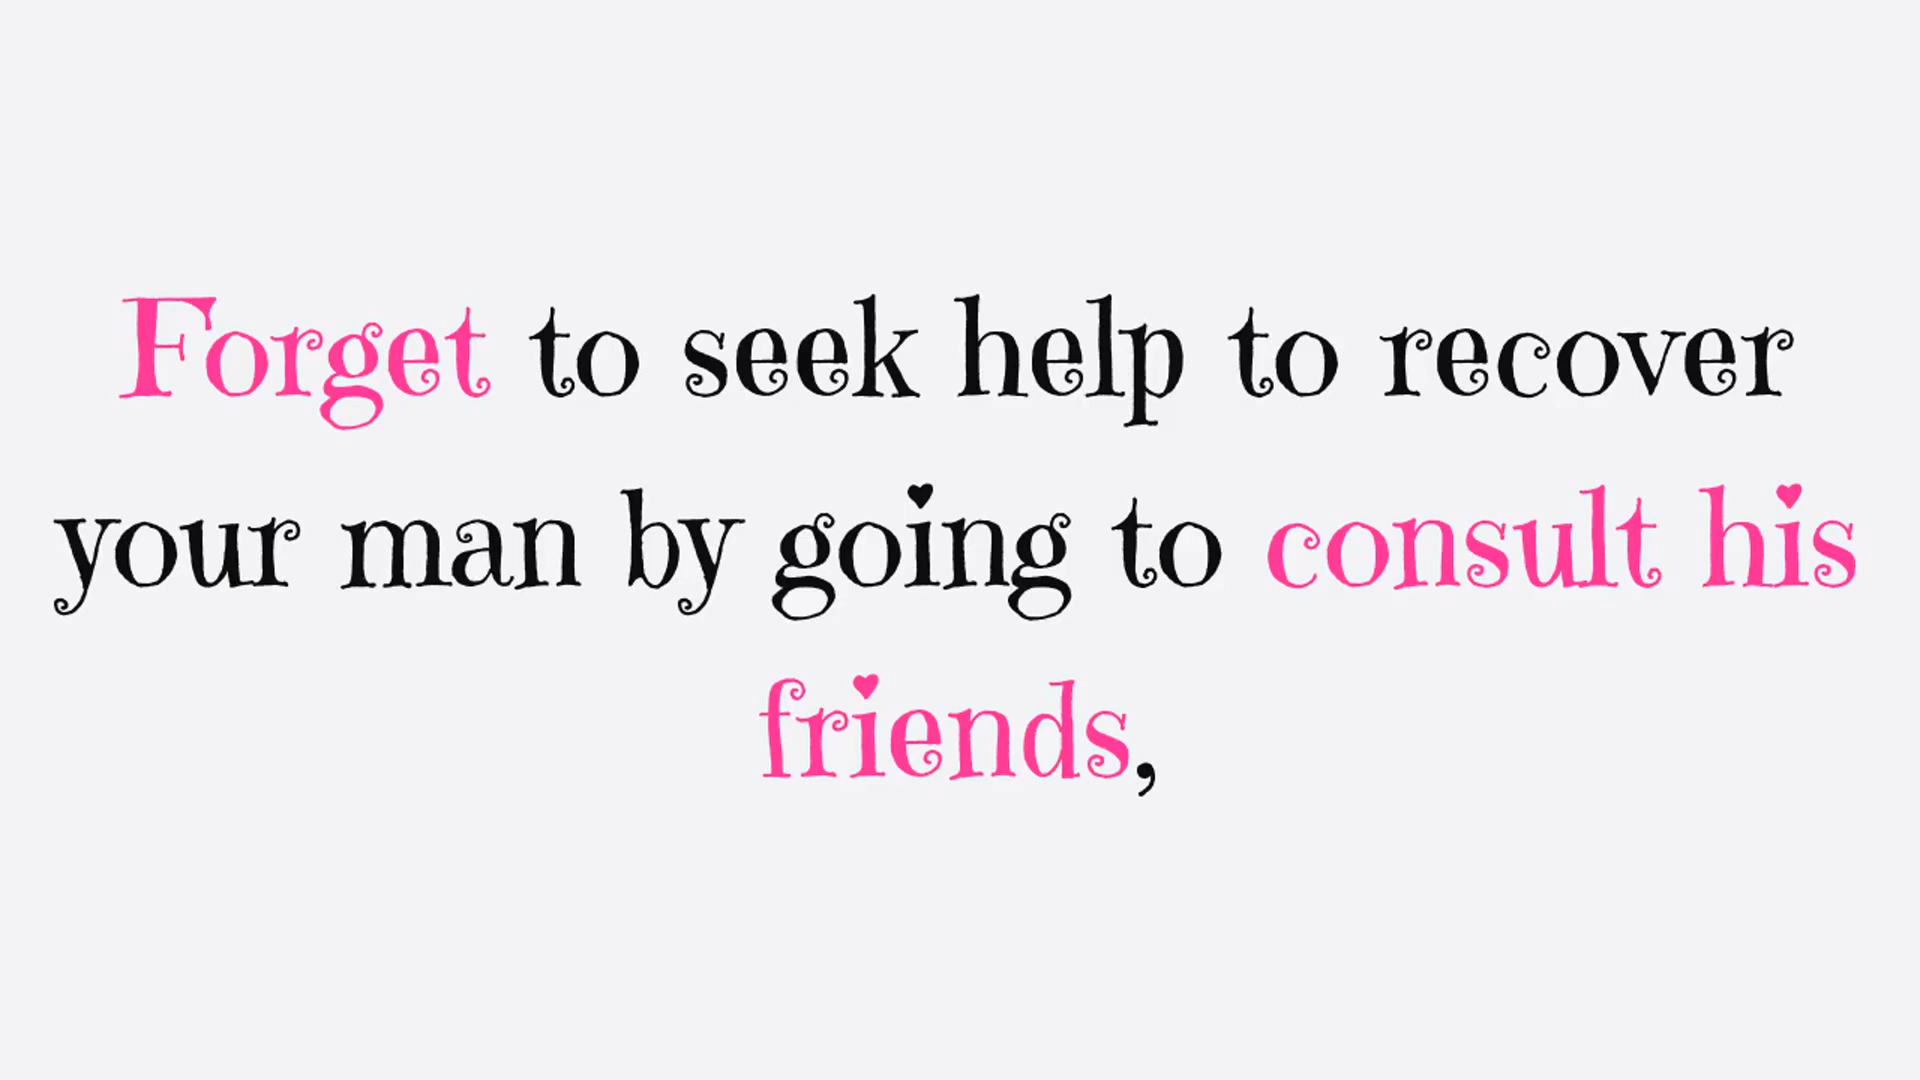 Forget to seek help to recover
your man by going to consult his
friends,